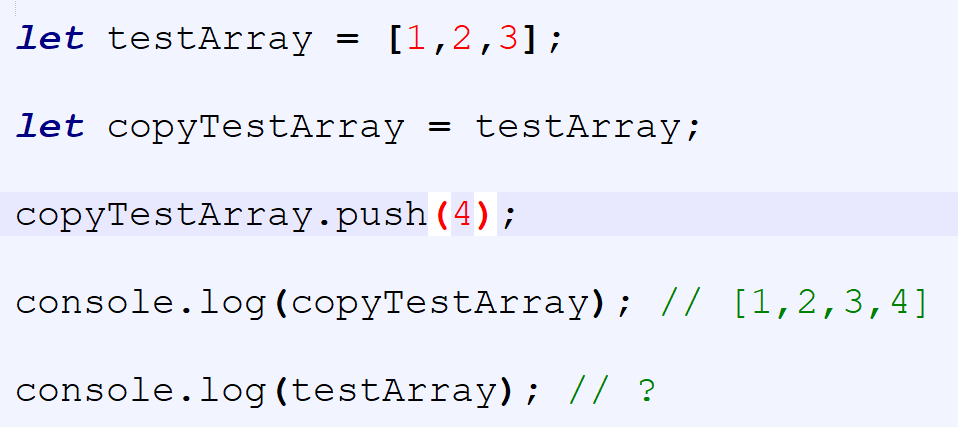 let testArray = [1,2,3];
let copyTestArray = testArray;
copyTestArray.push(4);
console.log(copyTestArray); // [1,2,3,4]
console.log(testArray); // ?